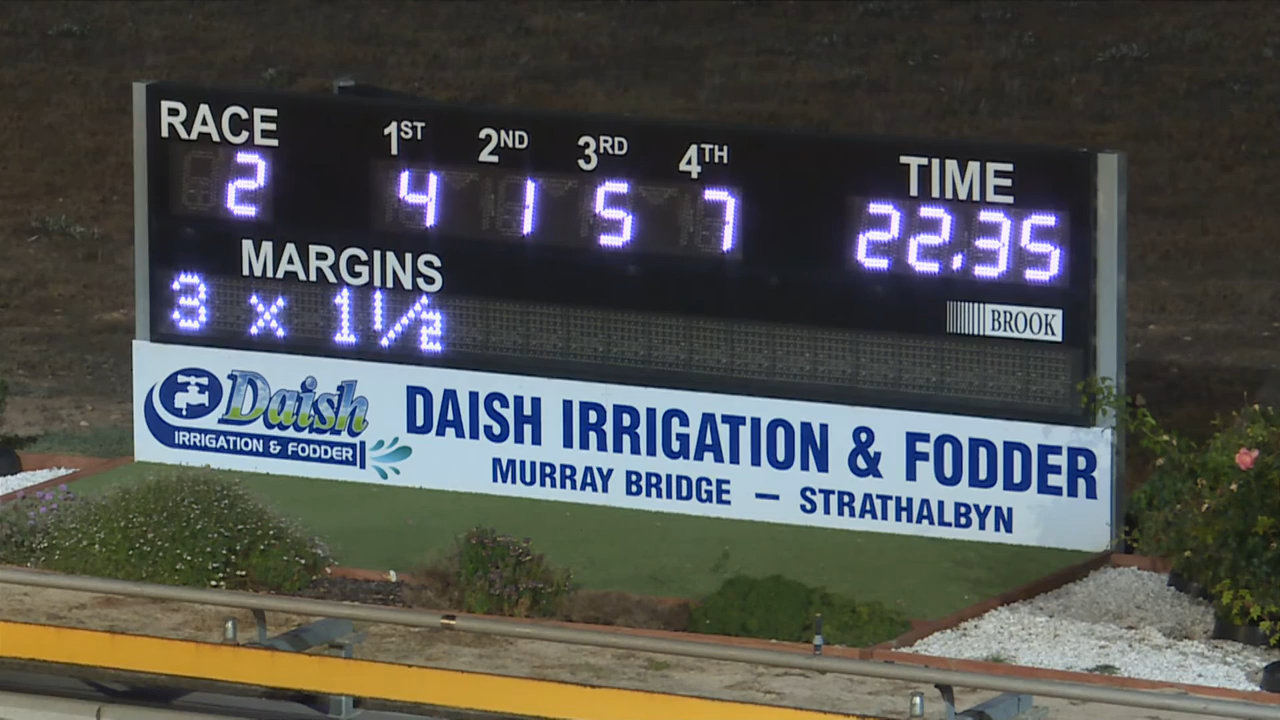 RACE 1ST 2ND 3RD 4TH TIME
2 4 1 5 7 22.35
MARGINS
3 x 1 1/2
BROOK
Daish
IRRIGATION & FODDER
DAISH IRRIGATION & FODDER
MURRAY BRIDGE – STRATHALBYN